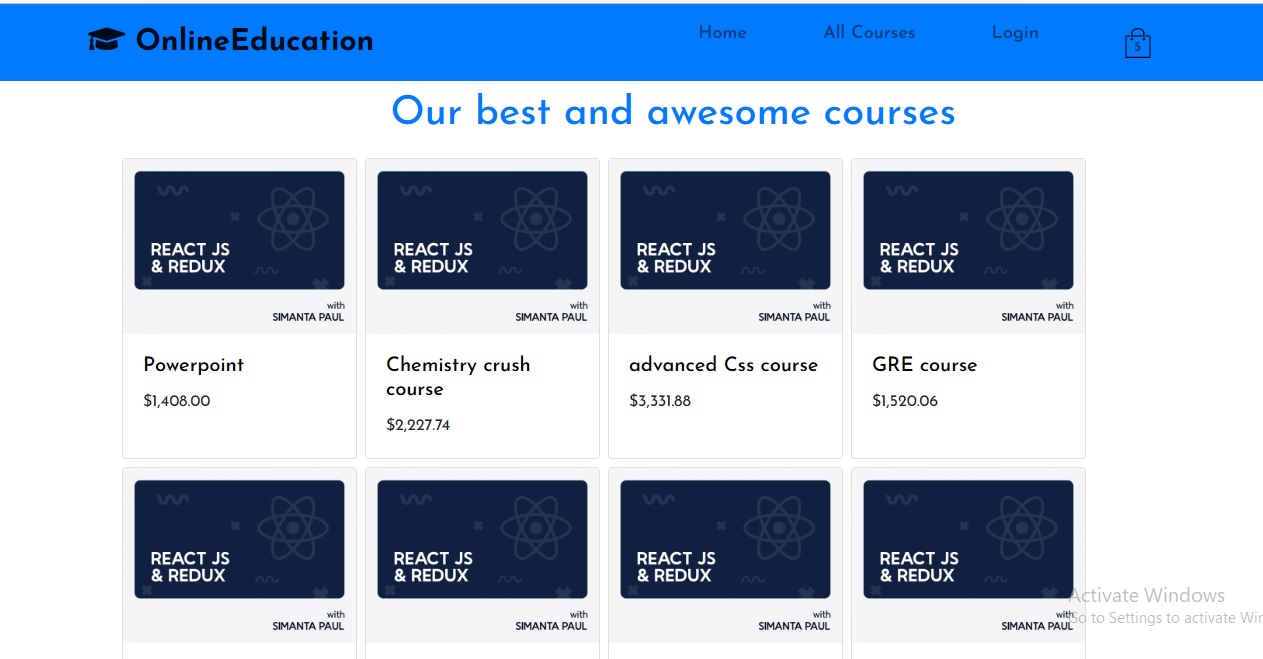 OnlineEducation
Home
All Courses
Login
5
Our best and awesome courses
REACT JS
& REDUX
with
SIMANTA PAUL
Powerpoint
$1,408.00
REACT JS
& REDUX
with
SIMANTA PAUL
Chemistry crush
course
$2,227.74
REACT JS
& REDUX
with
SIMANTA PAUL
advanced Css course
$3,331.88
REACT JS
& REDUX
with
SIMANTA PAUL
GRE course
$1,520.06
REACT JS
& REDUX
with
SIMANTA PAUL
REACT JS
& REDUX
with
SIMANTA PAUL
REACT JS
& REDUX
with
SIMANTA PAUL
REACT JS
& REDUX
with
SIMANTA PAUL
Activate Windows
Go to Settings to activate Win